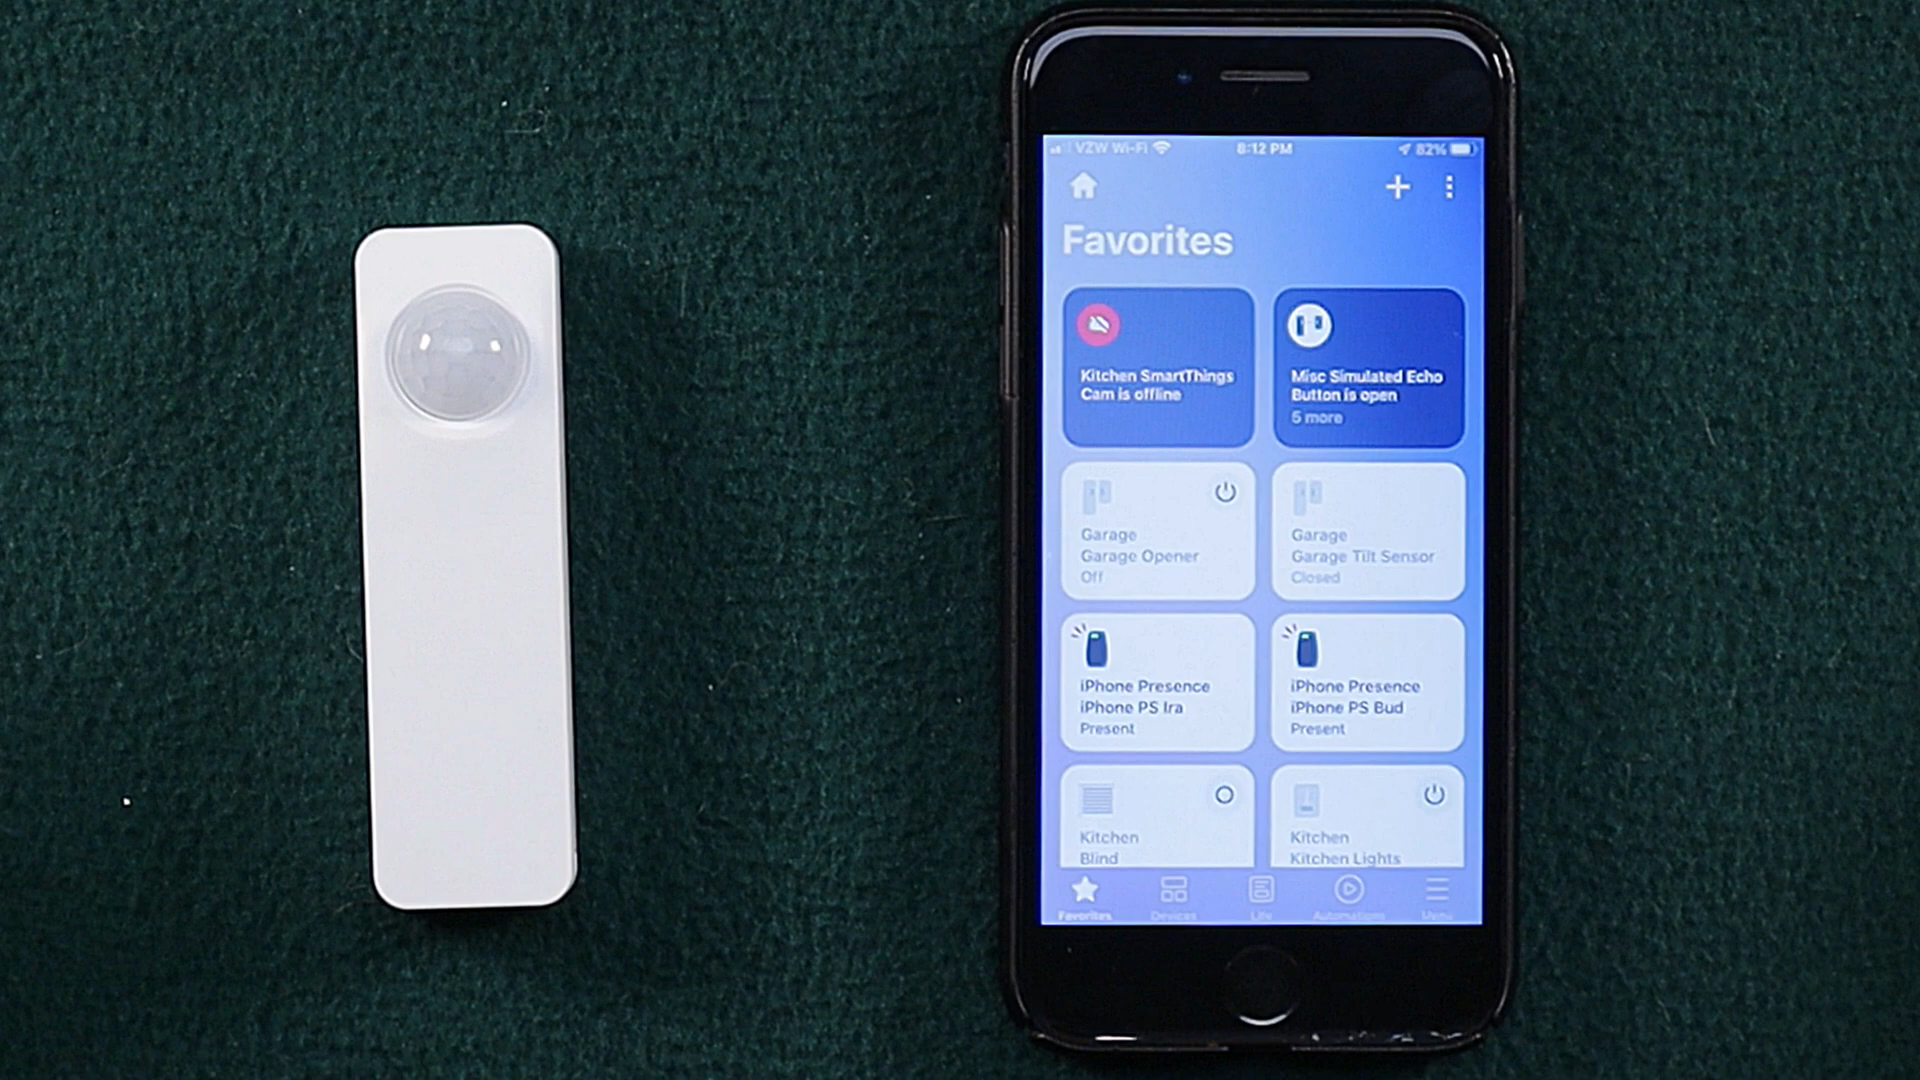 VZW Wi-Fi
8:12 PM
82%
Favorites
Kitchen SmartThings
Cam is offline
Misc Simulated Echo
Button is open
5 more
Garage
Garage Opener
Off
Garage
Garage Tilt Sensor
Closed
iPhone Presence
iPhone PS Ira
Present
iPhone Presence
iPhone PS Bud
Present
Kitchen
Blind
Kitchen
Kitchen Lights
Favorites
Devices
Life
Automations
Menu